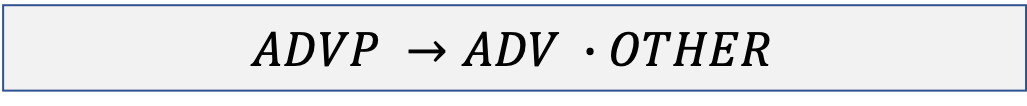 ADVP → ADV · OTHER